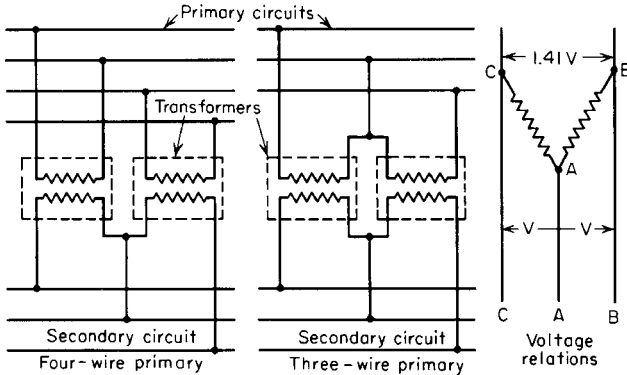 Primary circuits
Transformers
Secondary circuit
Four-wire primary
Secondary circuit
Three-wire primary
1.41 V
C
B
A
V
V
C
A
B
Voltage
relations